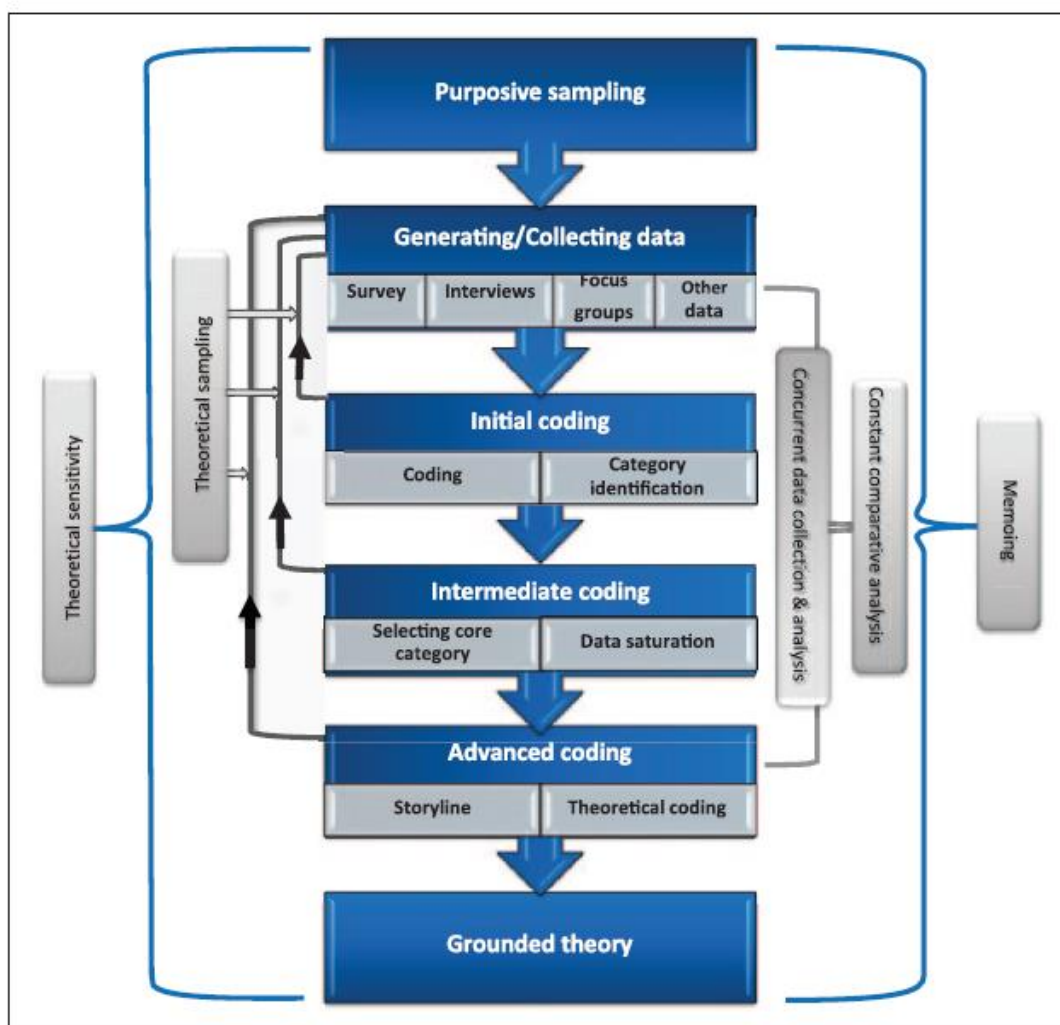 Purposive sampling
Generating/Collecting data
Survey
Interviews
Focus
groups
Other
data
Initial coding
Coding
Category
identification
Intermediate coding
Selecting core
category
Data saturation
Advanced coding
Storyline
Theoretical coding
Grounded theory
Theoretical sensitivity
Theoretical sampling
Concurrent data collection & analysis
Constant comparative analysis
Memoing